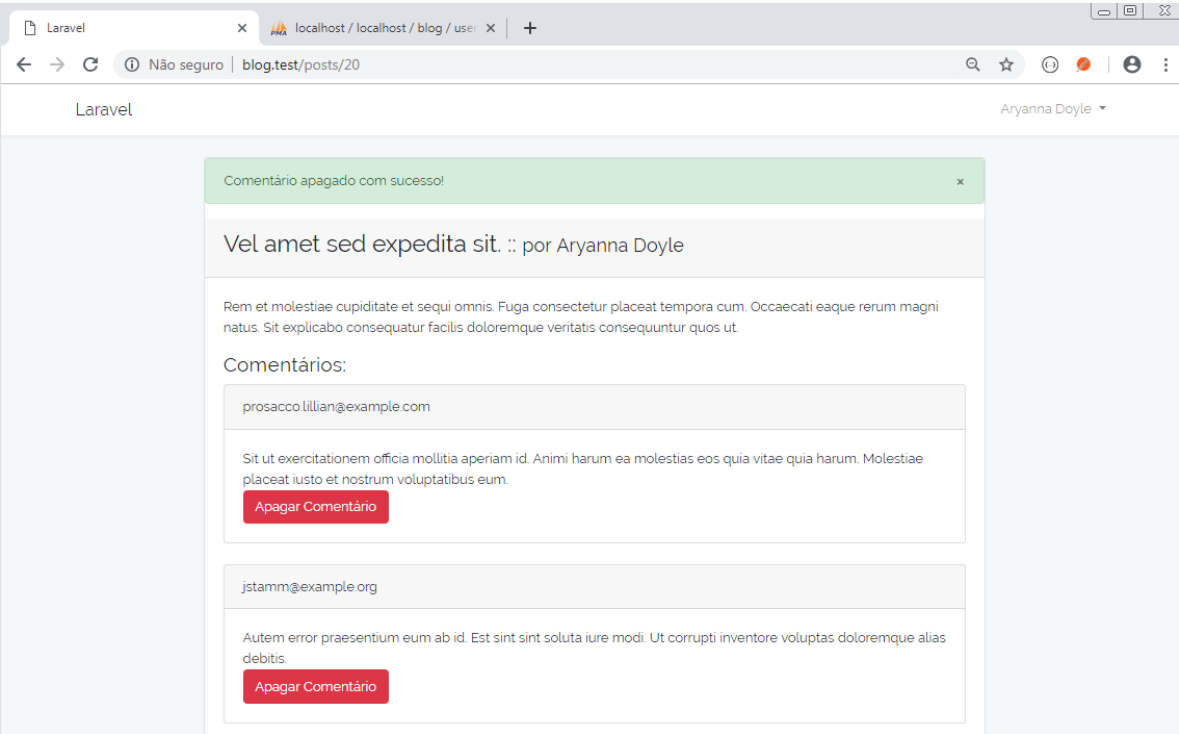 Laravel
localhost / localhost / blog / user
Não seguro
blog.test/posts/20
Laravel
Aryanna Doyle
Comentário apagado com sucesso!
Vel amet sed expedita sit. :: por Aryanna Doyle
Rem et molestiae cupiditate et sequi omnis. Fuga consectetur placeat tempora cum. Occaecati eaque rerum magni
natus. Sit explicabo consequatur facilis doloremque veritatis consequuntur quos ut.
Comentários:
prosacco.lillian@example.com
Sit ut exercitationem officia mollitia aperiam id. Animi harum ea molestias eos quia vitae quia harum. Molestiae
placeat iusto et nostrum voluptatibus eum.
Apagar Comentário
jstamm@example.org
Autem error praesentium eum ab id. Est sint sint soluta iure modi. Ut corrupti inventore voluptas doloremque alias
debitis.
Apagar Comentário